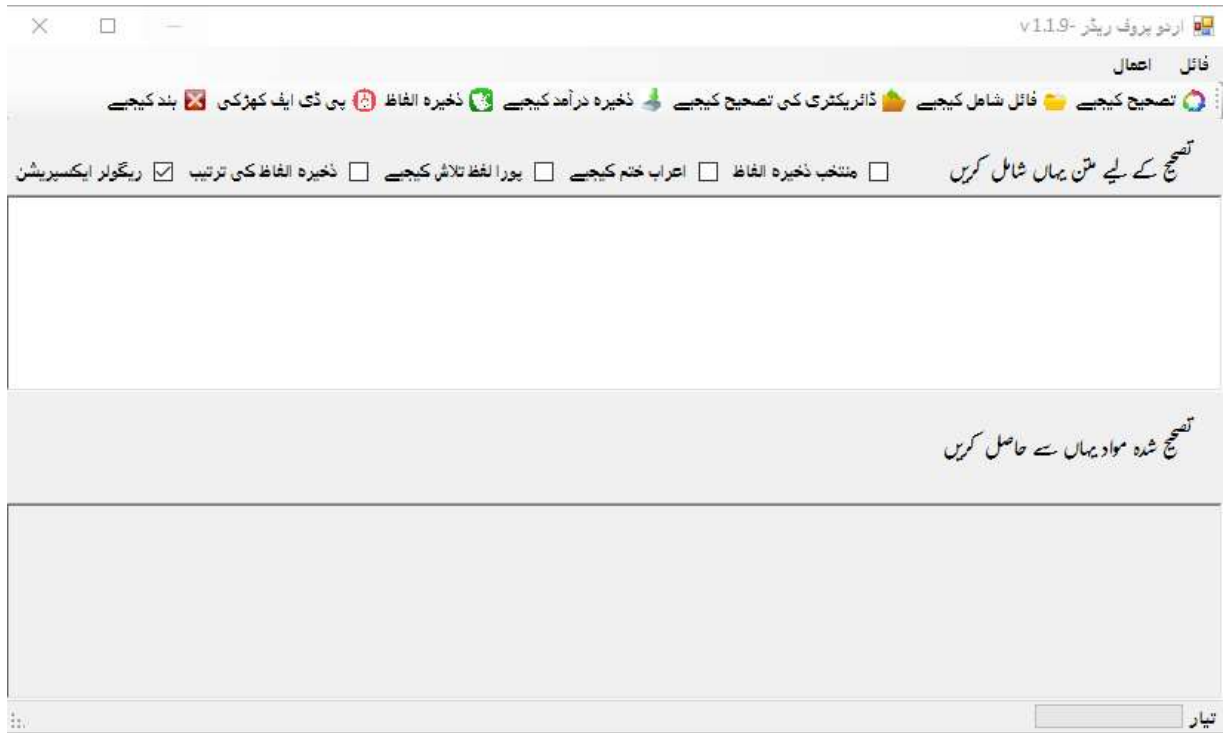 اردو پروف ریڈر -v 1.1.9
فائل اعمال
تصحیح کیجیے فائل شامل کیجیے ڈائریکٹری کی تصحیح کیجیے ذخیرہ درآمد کیجیے ذخیرہ الفاظ پی ڈی ایف کھڑکی بند کیجیے
تصحیح کے لیے متن یہاں شامل کریں منتخب ذخیرہ الفاظ اعراب ختم کیجیے پورا لفظ تلاش کیجیے ذخیرہ الفاظ کی ترتیب ریگولر ایکسپریشن
تصحیح شدہ مواد یہاں سے حاصل کریں
تیار